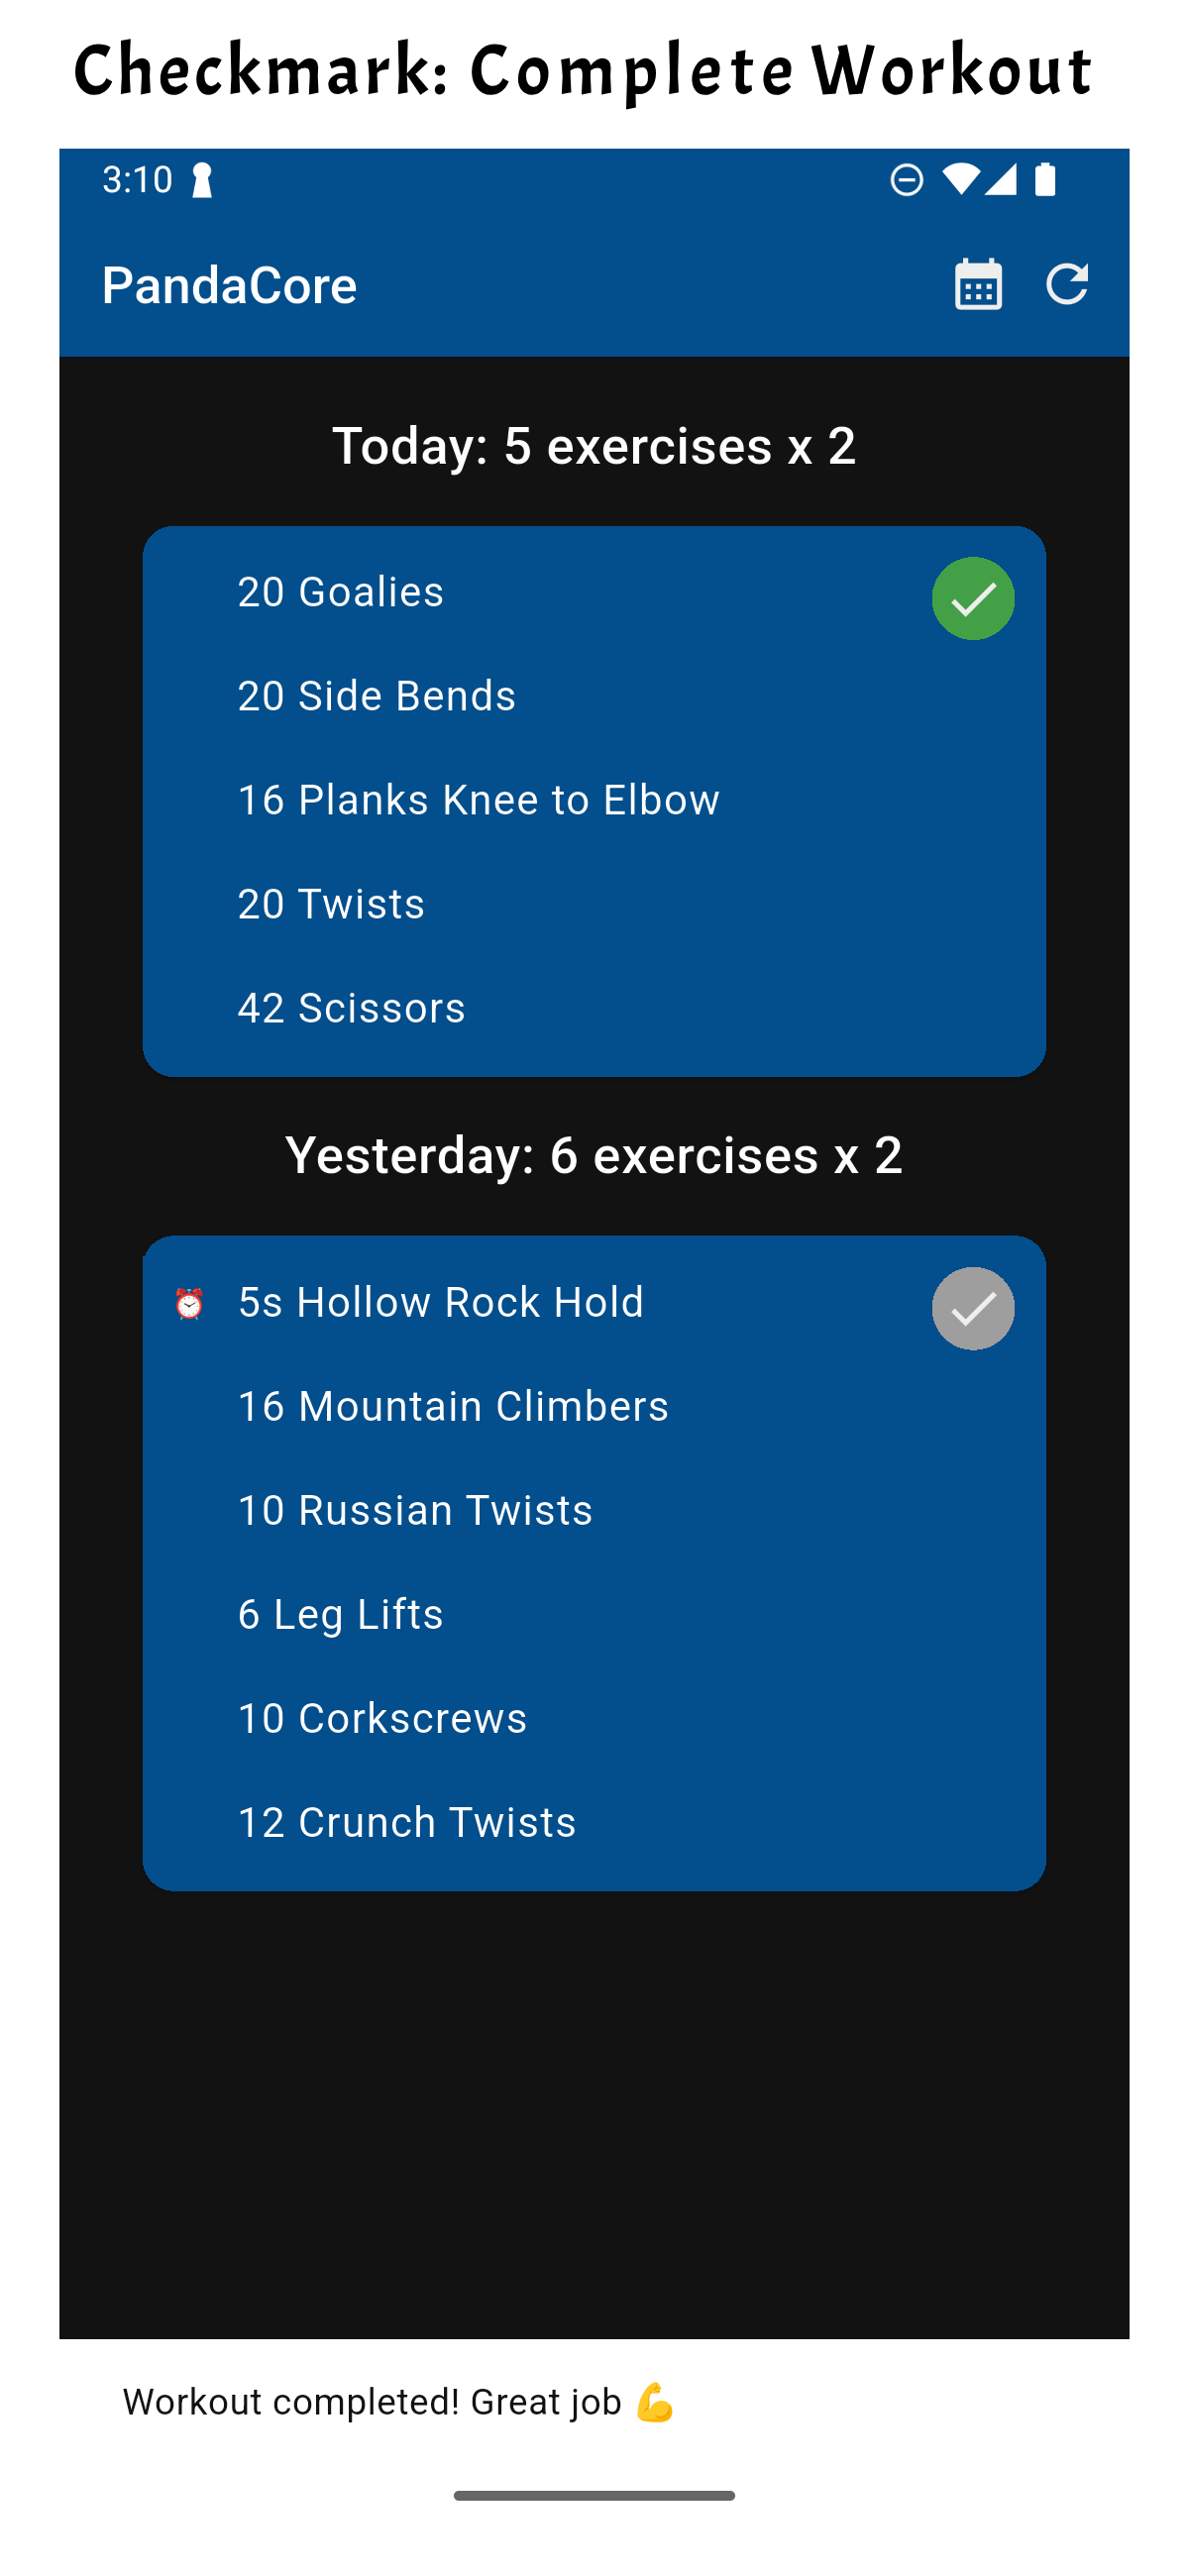 Checkmark: Complete Workout
3:10
PandaCore
Today: 5 exercises x 2
20 Goalies
20 Side Bends
16 Planks Knee to Elbow
20 Twists
42 Scissors
Yesterday: 6 exercises x 2
⏰ 5s Hollow Rock Hold
16 Mountain Climbers
10 Russian Twists
6 Leg Lifts
10 Corkscrews
12 Crunch Twists
Workout completed! Great job 💪